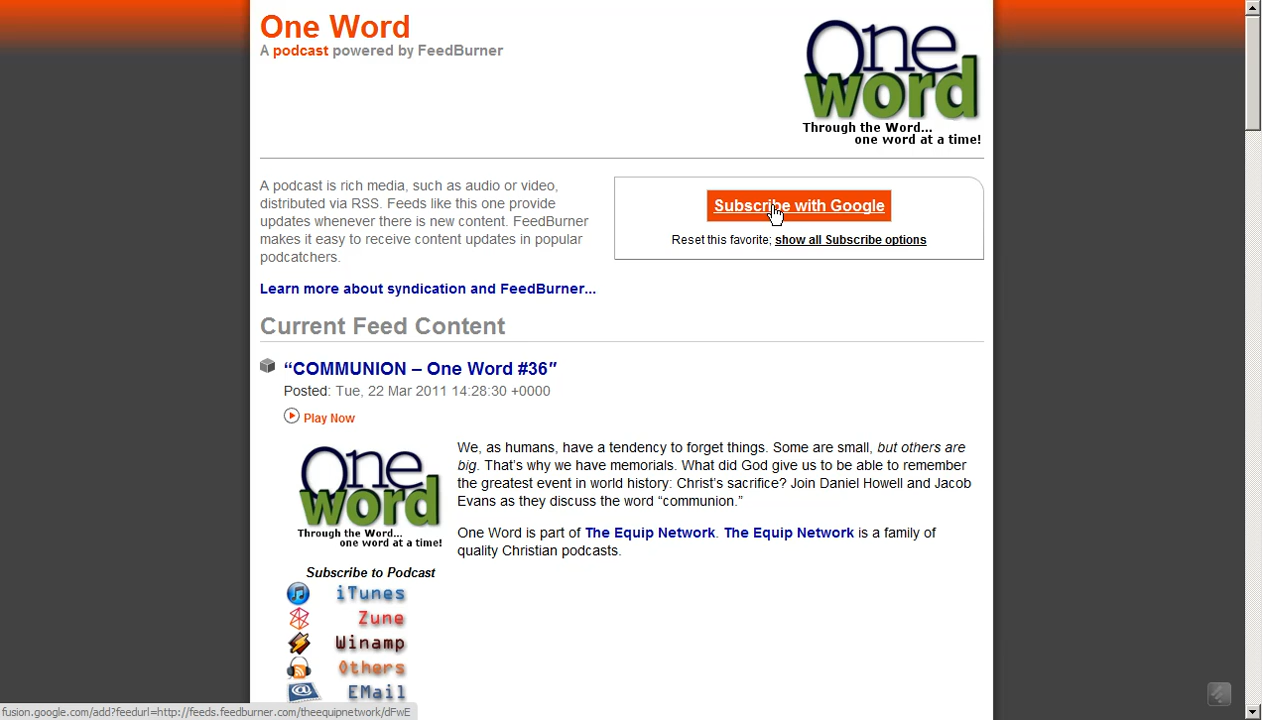 One Word
A podcast powered by FeedBurner
One
word
Through the Word...
one word at a time!
A podcast is rich media, such as audio or video,
distributed via RSS. Feeds like this one provide
updates whenever there is new content. FeedBurner
makes it easy to receive content updates in popular
podcatchers.
Subscribe with Google
Reset this favorite; show all Subscribe options
Learn more about syndication and FeedBurner...
Current Feed Content
“COMMUNION – One Word #36″
Posted: Tue, 22 Mar 2011 14:28:30 +0000
Play Now
One
word
Through the Word...
one word at a time!
We, as humans, have a tendency to forget things. Some are small, but others are
big. That’s why we have memorials. What did God give us to be able to remember
the greatest event in world history: Christ’s sacrifice? Join Daniel Howell and Jacob
Evans as they discuss the word “communion.”
One Word is part of The Equip Network. The Equip Network is a family of
quality Christian podcasts.
Subscribe to Podcast
iTunes
Zune
Winamp
Others
EMail
fusion.google.com/add?feedurl=http://feeds.feedburner.com/theequipnetwork/dFwE